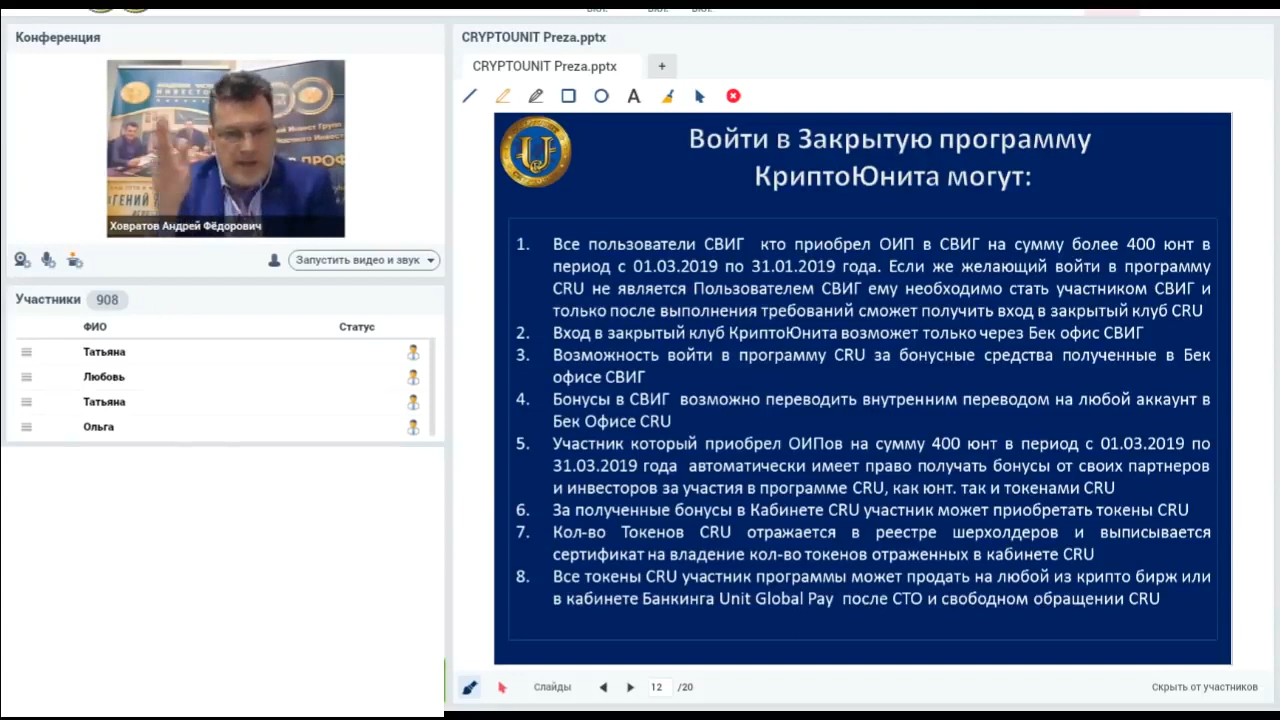 Конференция
CRYPTOUNIT Preza.pptx
CRYPTOUNIT Preza.pptx
+
A
ГЕНИЙ
Ховратов Андрей Фёдорович
Запустить видео и звук
Участники 908
ФИО Статус
Татьяна
Любовь
Татьяна
Ольга
Войти в Закрытую программу
КриптоЮнита могут:
1. Все пользователи СВИГ кто приобрел ОИП в СВИГ на сумму более 400 юнт в
период с 01.03.2019 по 31.01.2019 года. Если же желающий войти в программу
CRU не является Пользователем СВИГ ему необходимо стать участником СВИГ и
только после выполнения требований сможет получить вход в закрытый клуб CRU
2. Вход в закрытый клуб КриптоЮнита возможет только через Бек офис СВИГ
3. Возможность войти в программу CRU за бонусные средства полученные в Бек
офисе СВИГ
4. Бонусы в СВИГ возможно переводить внутренним переводом на любой аккаунт в
Бек Офисе CRU
5. Участник который приобрел ОИПов на сумму 400 юнт в период с 01.03.2019 по
31.03.2019 года автоматически имеет право получать бонусы от своих партнеров
и инвесторов за участия в программе CRU, как юнт. так и токенами CRU
6. За полученные бонусы в Кабинете CRU участник может приобретать токены CRU
7. Кол-во Токенов CRU отражается в реестре шерхолдеров и выписывается
сертификат на владение кол-во токенов отраженных в кабинете CRU
8. Все токены CRU участник программы может продать на любой из крипто бирж или
в кабинете Банкинга Unit Global Pay после СТО и свободном обращении CRU
Слайды 12 /20 Скрыть от участников